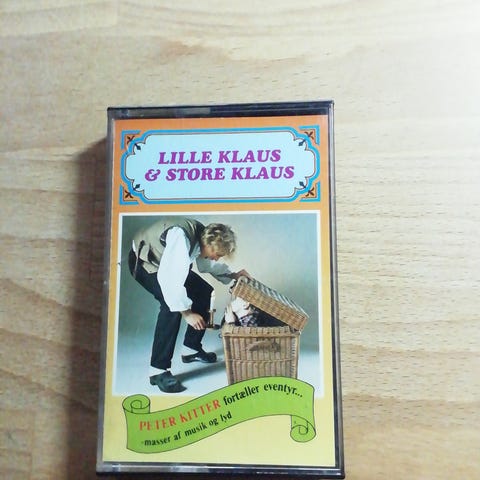 LILLE KLAUS
& STORE KLAUS
PETER KITTER fortæller eventyr...
-masser af musik og lyd